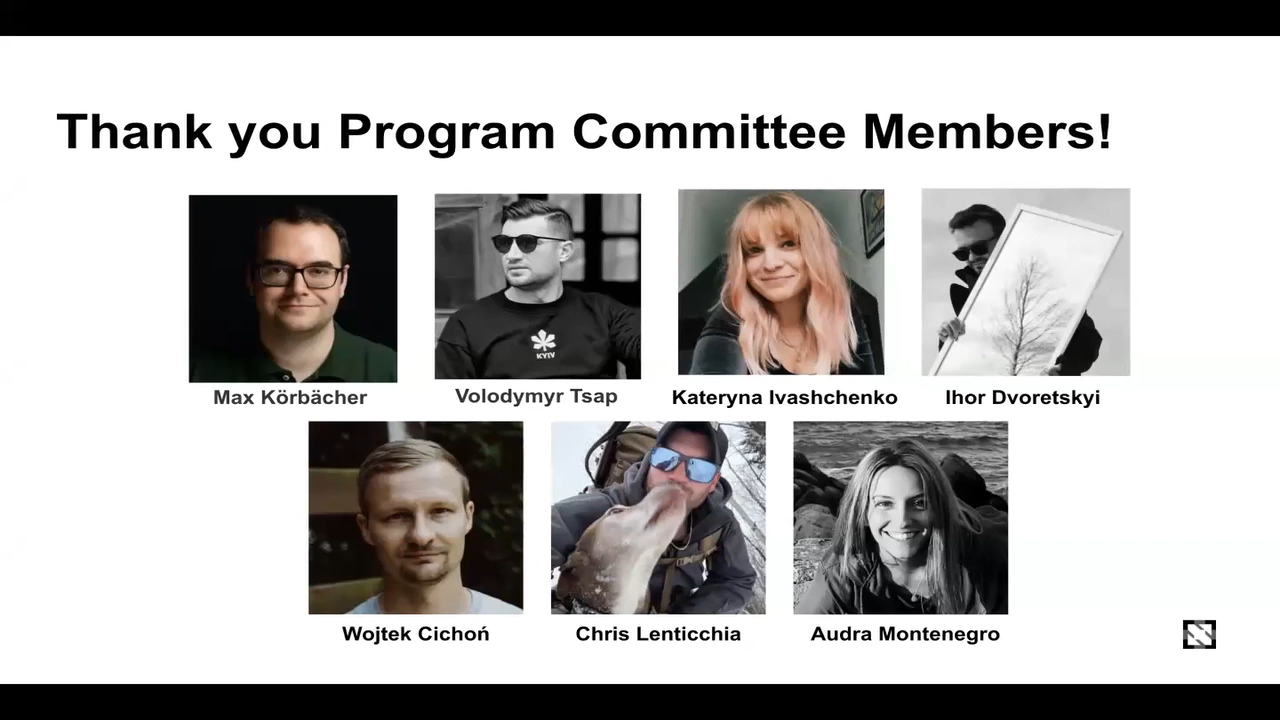 Thank you Program Committee Members!
KYIV
Max Körbächer
Volodymyr Tsap
Kateryna Ivashchenko
Ihor Dvoretskyi
Wojtek Cichoń
Chris Lenticchia
Audra Montenegro